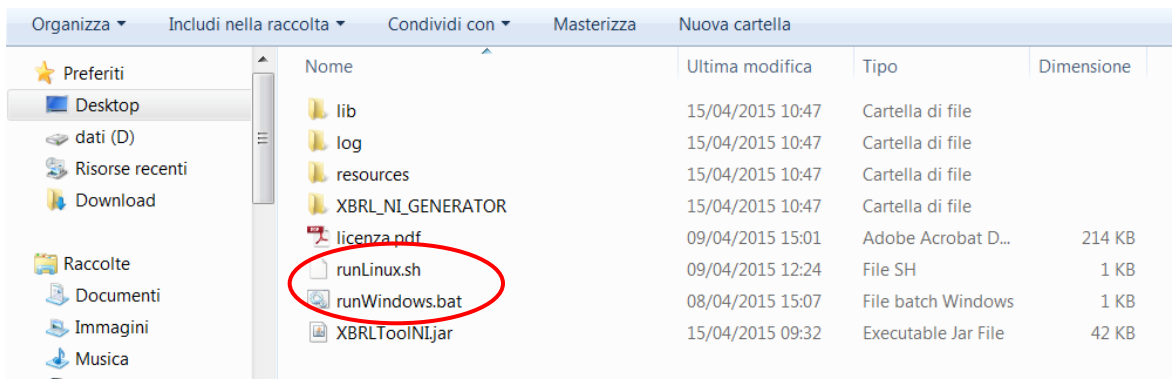 Organizza Includi nella raccolta Condividi con Masterizza Nuova cartella
Preferiti
Desktop
dati (D)
Risorse recenti
Download
Raccolte
Documenti
Immagini
Musica
Nome Ultima modifica Tipo Dimensione
lib 15/04/2015 10:47 Cartella di file
log 15/04/2015 10:47 Cartella di file
resources 15/04/2015 10:47 Cartella di file
XBRL_NI_GENERATOR 15/04/2015 10:47 Cartella di file
licenza.pdf 09/04/2015 15:01 Adobe Acrobat D... 214 KB
runLinux.sh 09/04/2015 12:24 File SH 1 KB
runWindows.bat 08/04/2015 15:07 File batch Windows 1 KB
XBRLToolNI.jar 15/04/2015 09:32 Executable Jar File 42 KB